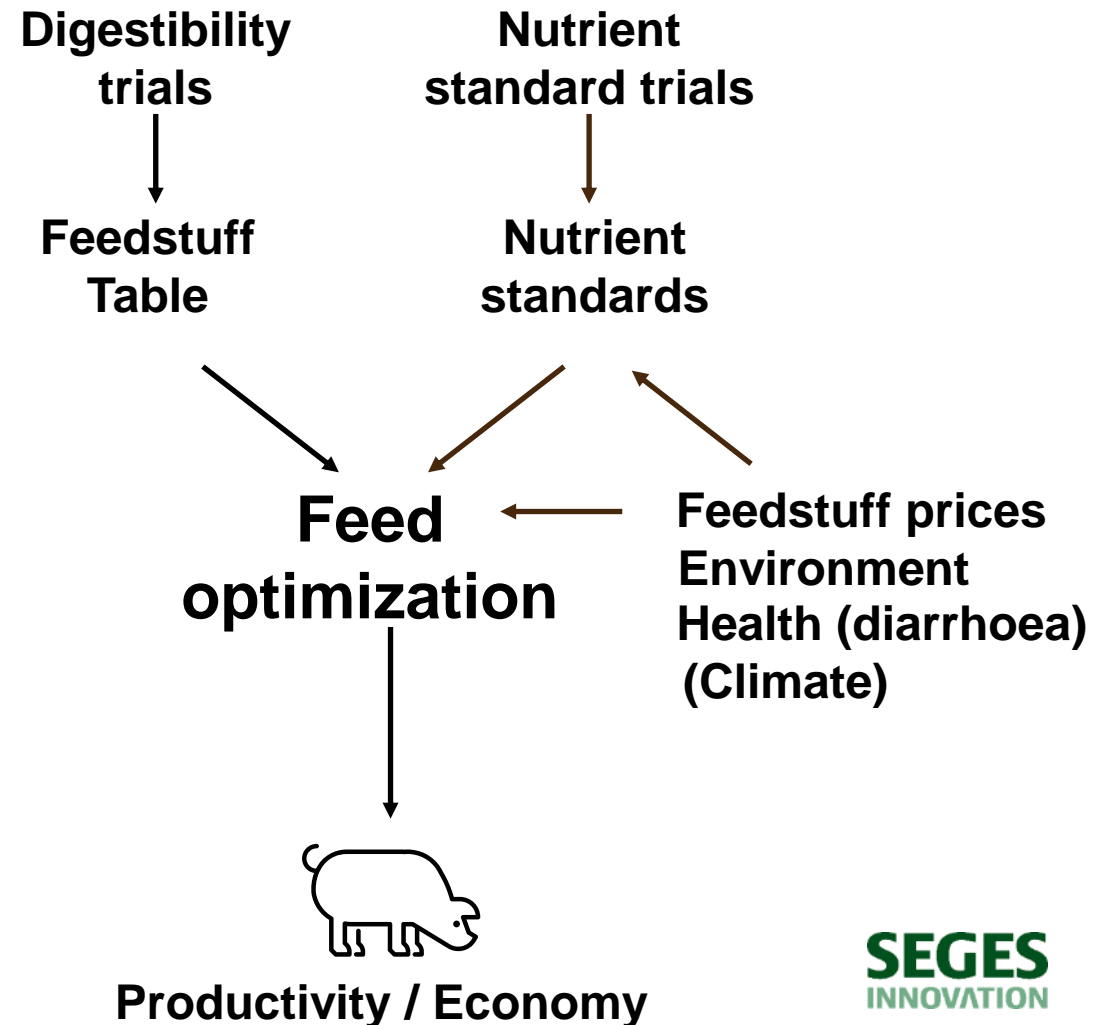 Digestibility
trials
Nutrient
standard trials
Feedstuff
Table
Nutrient
standards
Feed
optimization
Feedstuff prices
Environment
Health (diarrhoea)
(Climate)
Productivity / Economy
SEGES
INNOVATION